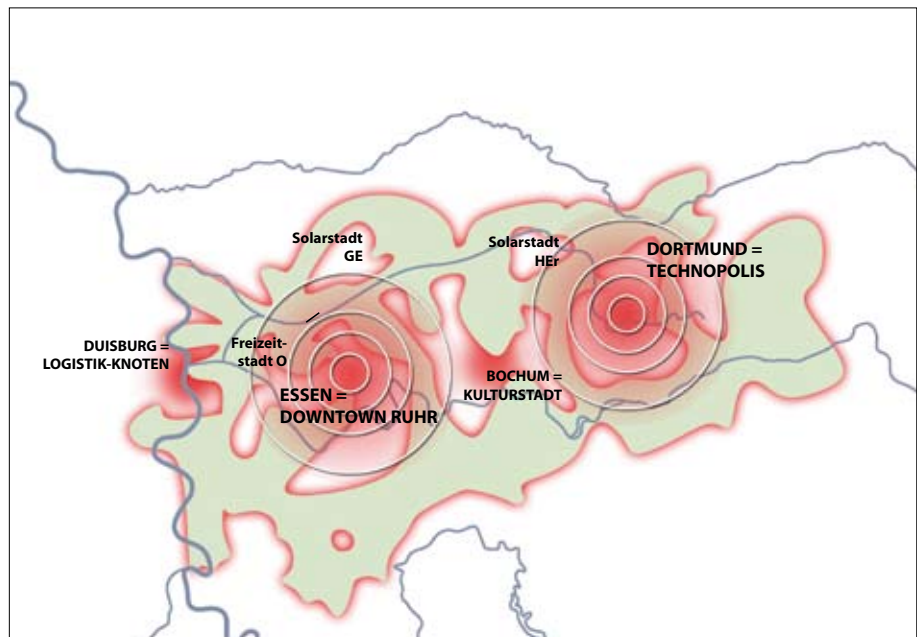 Solarstadt
GE
Solarstadt
HEr
DORTMUND =
TECHNOPOLIS
DUISBURG =
LOGISTIK-KNOTEN
Freizeit-
stadt O
ESSEN =
DOWNTOWN RUHR
BOCHUM =
KULTURSTADT